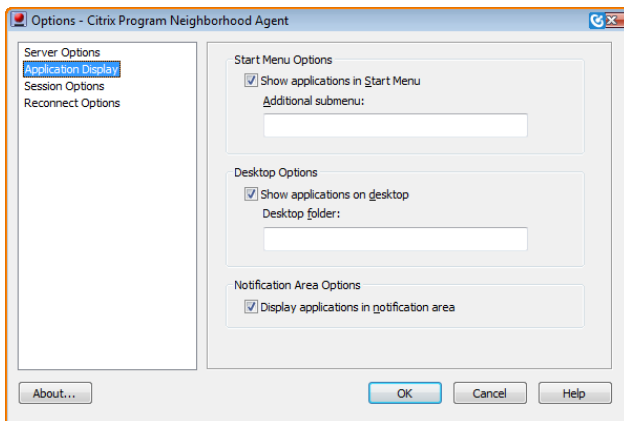 Options - Citrix Program Neighborhood Agent
Server Options
Application Display
Session Options
Reconnect Options
Start Menu Options
Show applications in Start Menu
Additional submenu:
Desktop Options
Show applications on desktop
Desktop folder:
Notification Area Options
Display applications in notification area
About...
OK
Cancel
Help